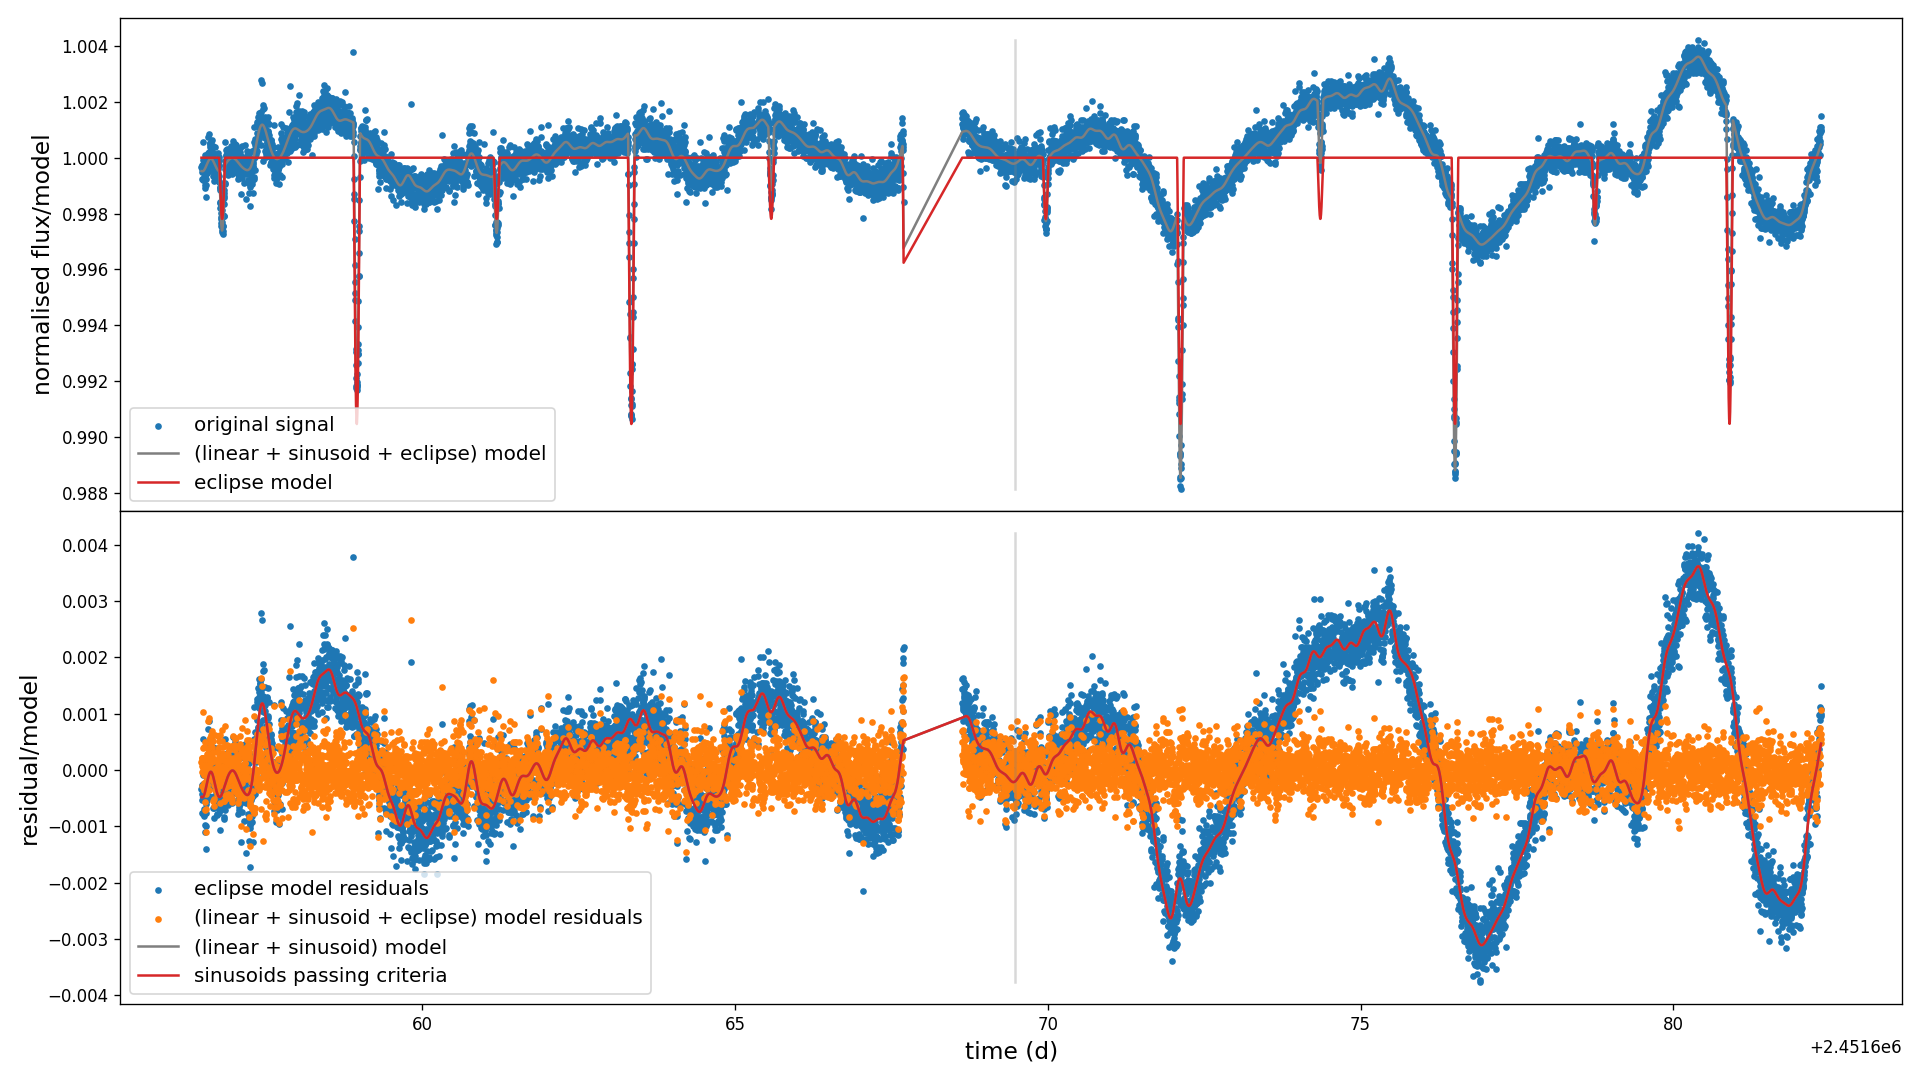 normalised flux/model
1.004
1.002
1.000
0.998
0.996
0.994
0.992
0.990
0.988
original signal
(linear + sinusoid + eclipse) model
eclipse model
residual/model
0.004
0.003
0.002
0.001
0.000
−0.001
−0.002
−0.003
−0.004
eclipse model residuals
(linear + sinusoid + eclipse) model residuals
(linear + sinusoid) model
sinusoids passing criteria
60 65 70 75 80
time (d)
+2.4516e6